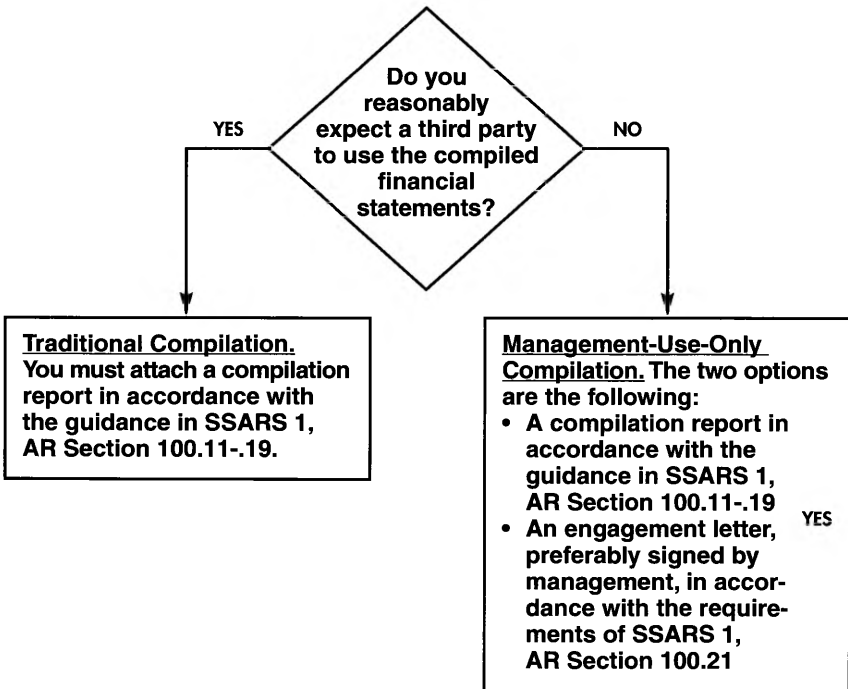 Do you
reasonably
expect a third party
to use the compiled
financial
statements?
YES
NO
Traditional Compilation.
You must attach a compilation
report in accordance with
the guidance in SSARS 1,
AR Section 100.11-.19.
Management-Use-Only
Compilation. The two options
are the following:
• A compilation report in
accordance with the
guidance in SSARS 1,
AR Section 100.11-.19
• An engagement letter,
preferably signed by
management, in accor-
dance with the require-
ments of SSARS 1,
AR Section 100.21
YES